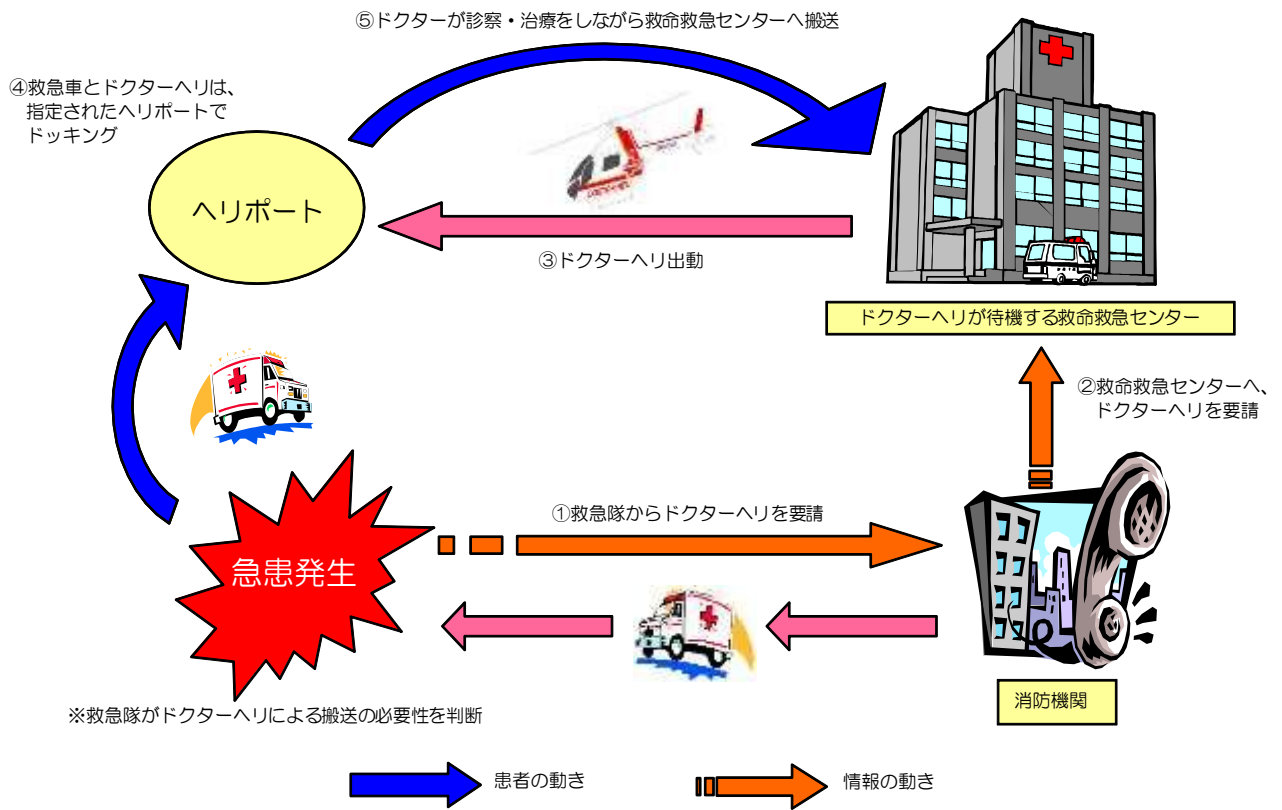 ⑤ドクターが診察・治療をしながら救命救急センターへ搬送
④救急車とドクターヘリは、
指定されたヘリポートで
ドッキング
ヘリポート
③ドクターヘリ出動
ドクターヘリが待機する救命救急センター
②救命救急センターへ、
ドクターヘリを要請
①救急隊からドクターヘリを要請
急患発生
消防機関
※救急隊がドクターヘリによる搬送の必要性を判断
患者の動き
情報の動き